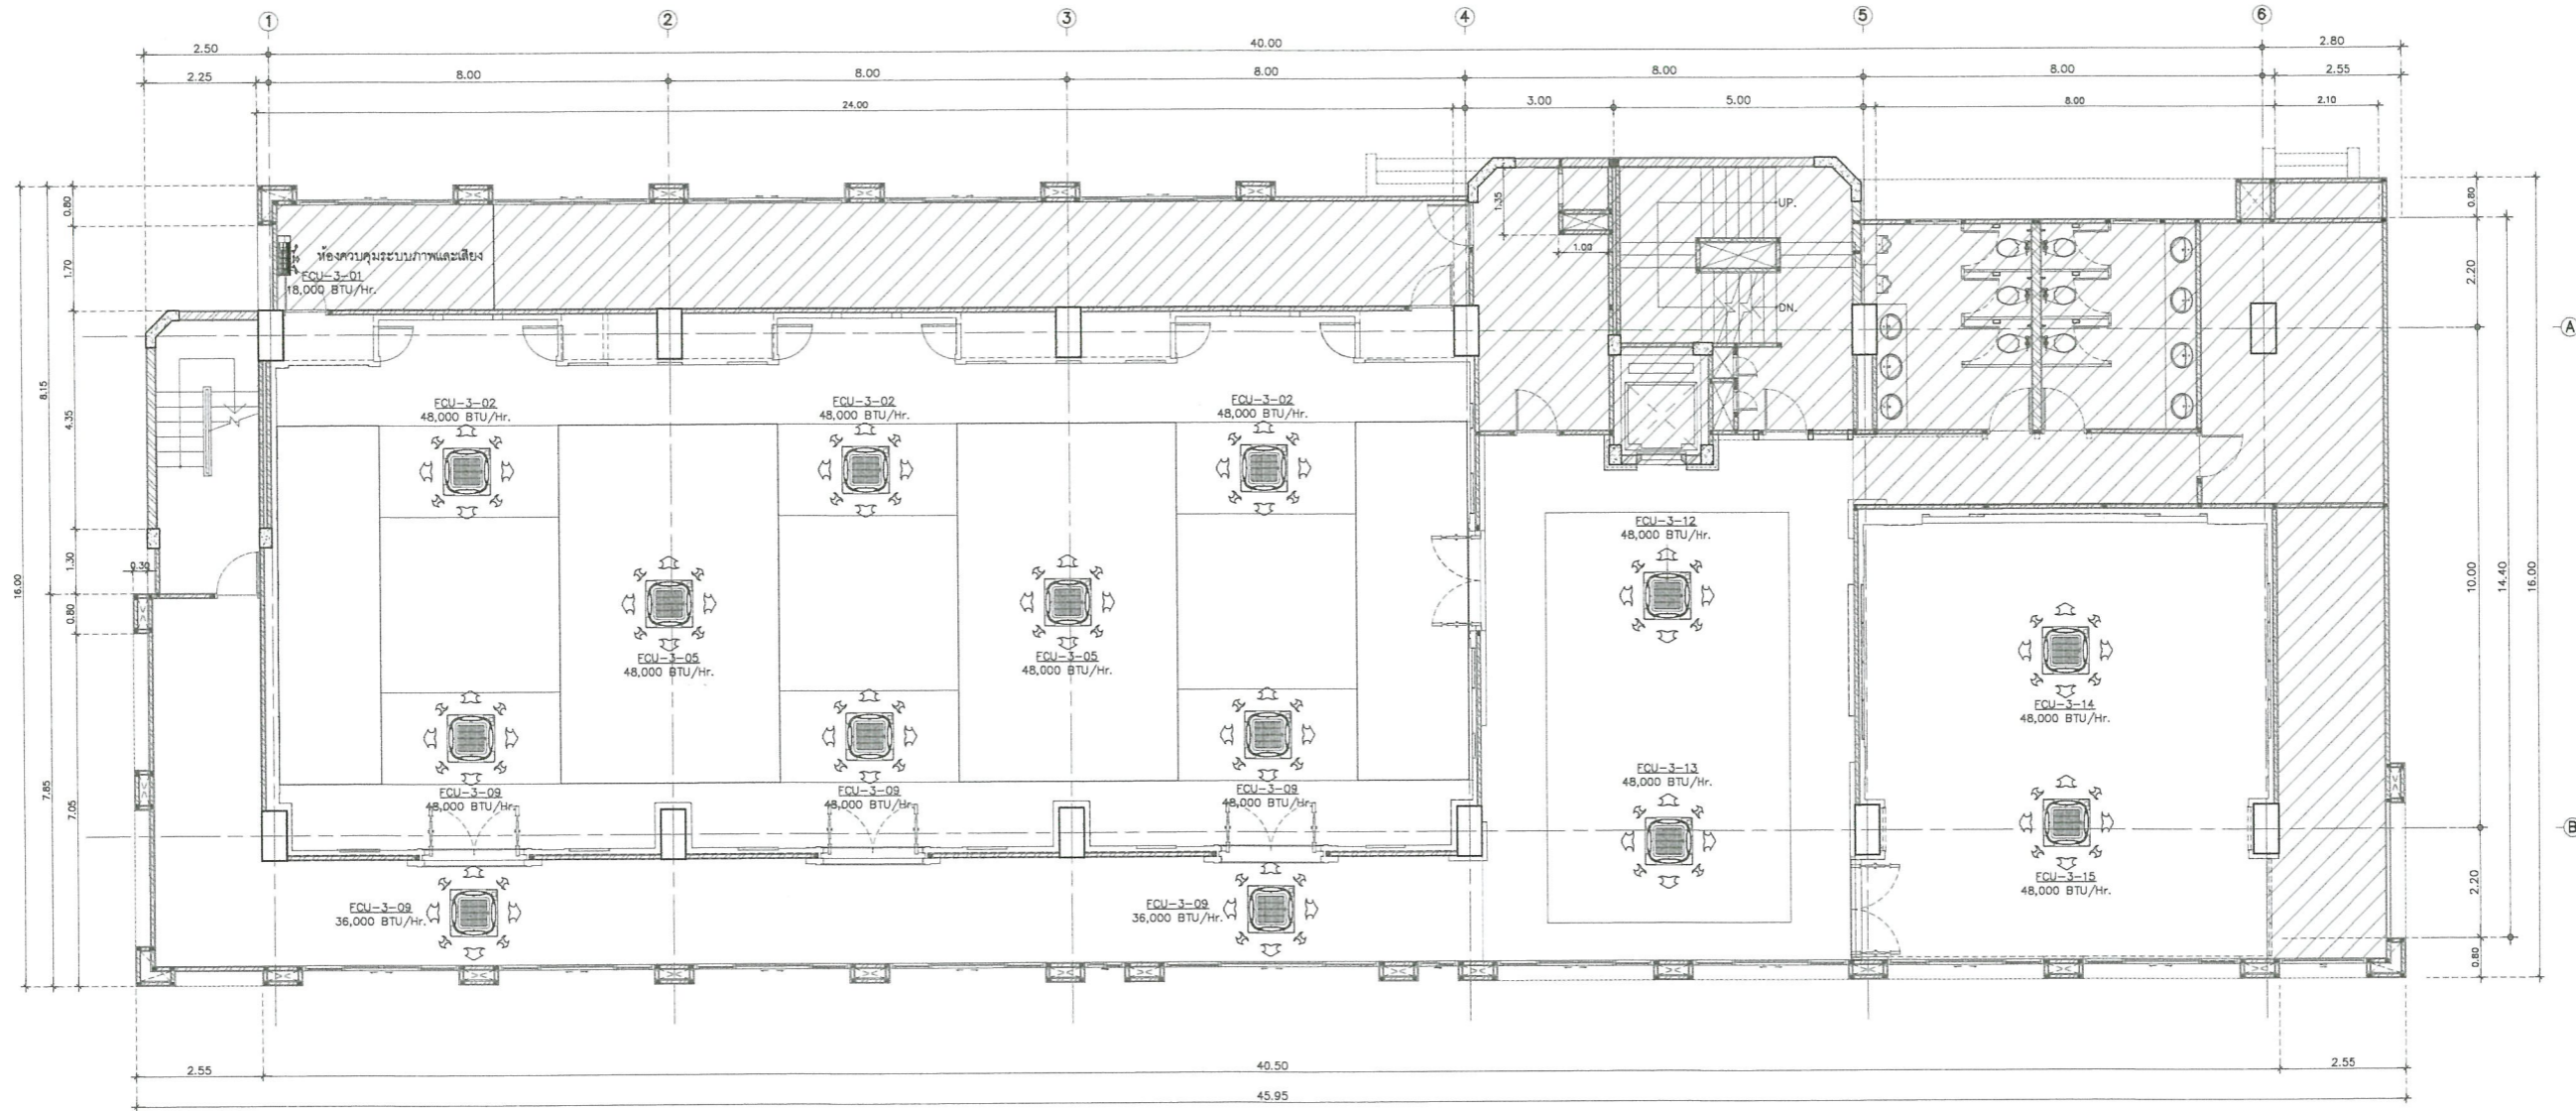 1
2
3
4
5
6
2.50
40.00
2.80
2.25
8.00
8.00
8.00
8.00
8.00
2.55
24.00
3.00
5.00
8.00
2.10
16.00
8.15
7.85
0.80
1.70
4.35
1.30
0.80
7.05
0.30
ห้องควบคุมระบบภาพและเสียง
FCU-3-01
18,000 BTU/Hr.
1.35
1.00
UP.
DN.
FCU-3-02
48,000 BTU/Hr.
FCU-3-02
48,000 BTU/Hr.
FCU-3-02
48,000 BTU/Hr.
FCU-3-12
48,000 BTU/Hr.
FCU-3-05
48,000 BTU/Hr.
FCU-3-05
48,000 BTU/Hr.
FCU-3-14
48,000 BTU/Hr.
FCU-3-13
48,000 BTU/Hr.
FCU-3-09
48,000 BTU/Hr.
FCU-3-09
48,000 BTU/Hr.
FCU-3-09
48,000 BTU/Hr.
FCU-3-15
48,000 BTU/Hr.
FCU-3-09
36,000 BTU/Hr.
FCU-3-09
36,000 BTU/Hr.
0.80
2.20
10.00
2.20
0.80
14.40
16.00
A
B
2.55
40.50
2.55
45.95